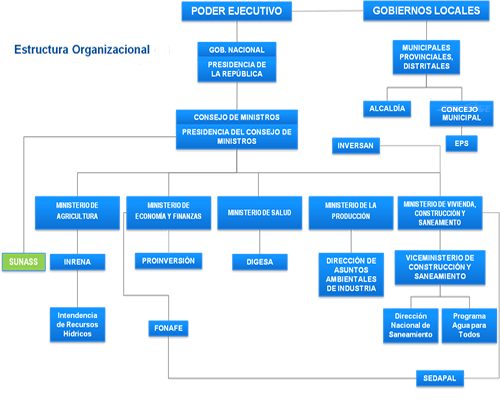 PODER EJECUTIVO
GOBIERNOS LOCALES
Estructura Organizacional
GOB. NACIONAL
PRESIDENCIA DE
LA REPÚBLICA
MUNICIPALES
PROVINCIALES,
DISTRITALES
ALCALDÍA
CONCEJO
MUNICIPAL
CONSEJO DE MINISTROS
PRESIDENCIA DEL CONSEJO DE
MINISTROS
INVERSAN
EPS
MINISTERIO DE
AGRICULTURA
MINISTERIO DE
ECONOMÍA Y FINANZAS
MINISTERIO DE SALUD
MINISTERIO DE LA
PRODUCCIÓN
MINISTERIO DE VIVIENDA,
CONSTRUCCIÓN Y
SANEAMIENTO
SUNASS
INRENA
PROINVERSIÓN
DIGESA
DIRECCIÓN DE
ASUNTOS
AMBIENTALES
DE INDUSTRIA
VICEMINISTERIO DE
CONSTRUCCIÓN Y
SANEAMIENTO
Intendencia
de Recursos
Hídricos
FONAFE
Dirección
Nacional de
Saneamiento
Programa
Agua para
Todos
SEDAPAL